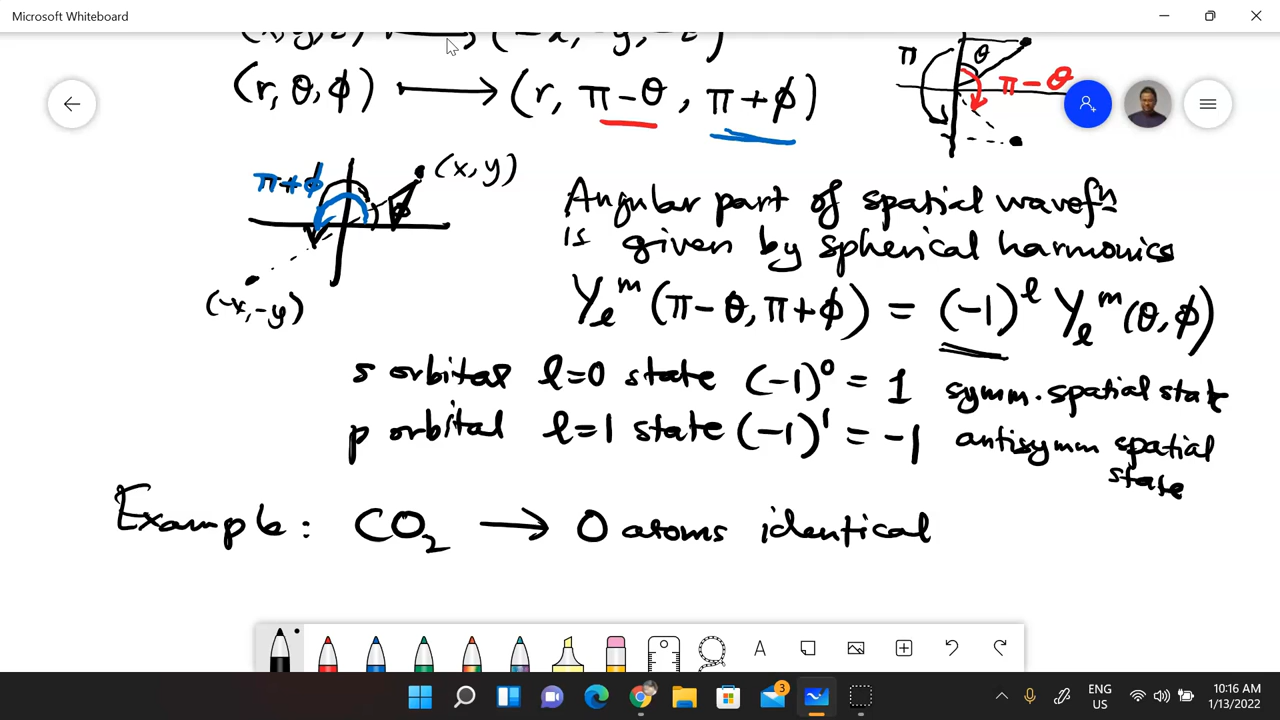 Microsoft Whiteboard
(x, y, z) ⟼ (-x, -y, -z)
(r, θ, ϕ) ⟼ (r, π-θ, π+ϕ)
π
θ
π-θ
π+ϕ
(x, y)
ϕ
(-x, -y)
Angular part of spatial wavefn
is given by spherical harmonics
Yₗᵐ(π-θ, π+ϕ) = (-1)ˡ Yₗᵐ(θ, ϕ)
s orbital l=0 state (-1)⁰ = 1 symm. spatial state
p orbital l=1 state (-1)¹ = -1 antisymm spatial
state
Example: CO₂ → O atoms identical
A
3
ENG
US
10:16 AM
1/13/2022